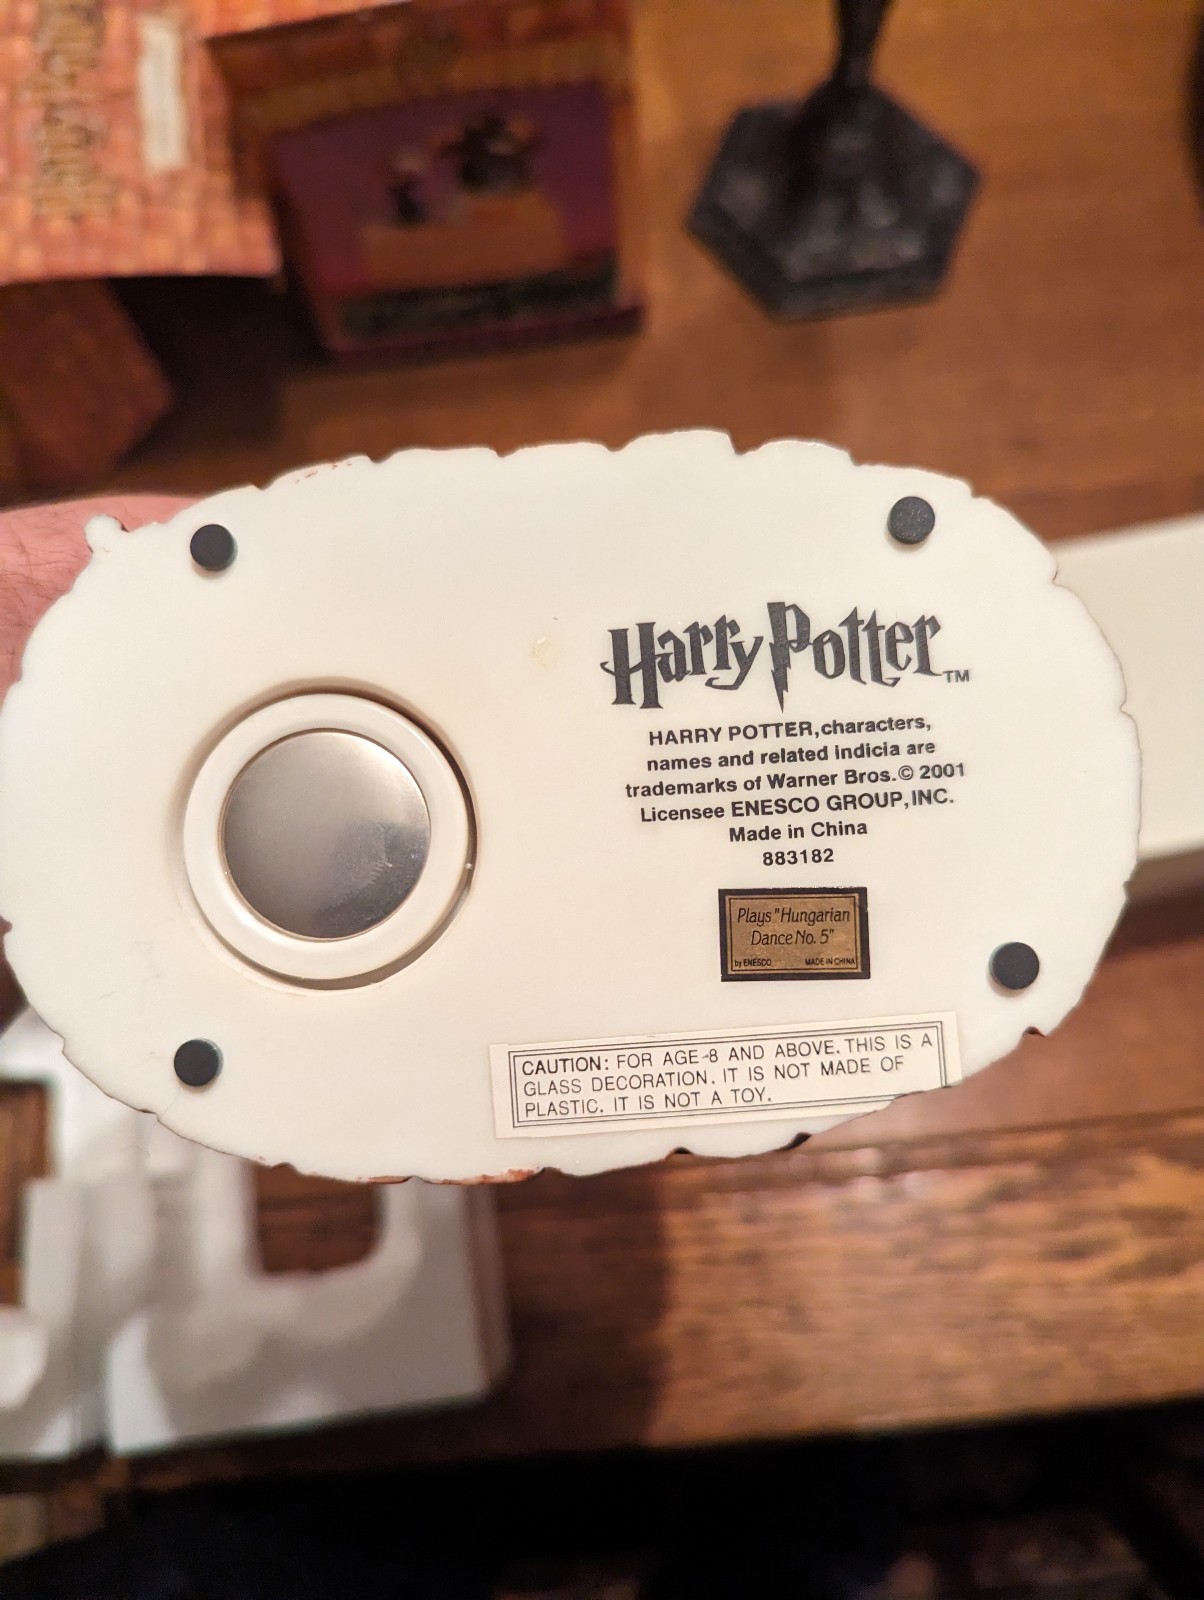 Harry Potter™
HARRY POTTER,characters,
names and related indicia are
trademarks of Warner Bros.© 2001
Licensee ENESCO GROUP,INC.
Made in China
883182
Plays "Hungarian
Dance No. 5"
by ENESCO MADE IN CHINA
CAUTION: FOR AGE-8 AND ABOVE. THIS IS A
GLASS DECORATION. IT IS NOT MADE OF
PLASTIC. IT IS NOT A TOY.